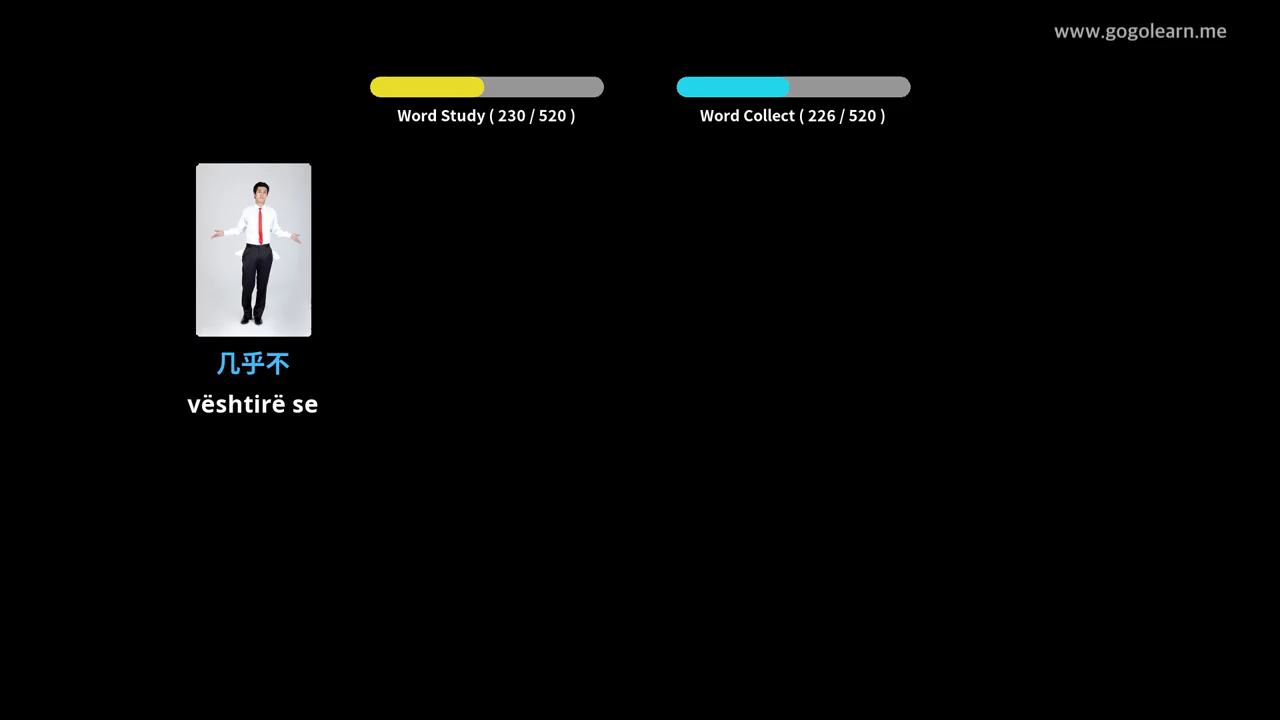 www.gogolearn.me
Word Study ( 230 / 520 )
Word Collect ( 226 / 520 )
几乎不
vështirë se